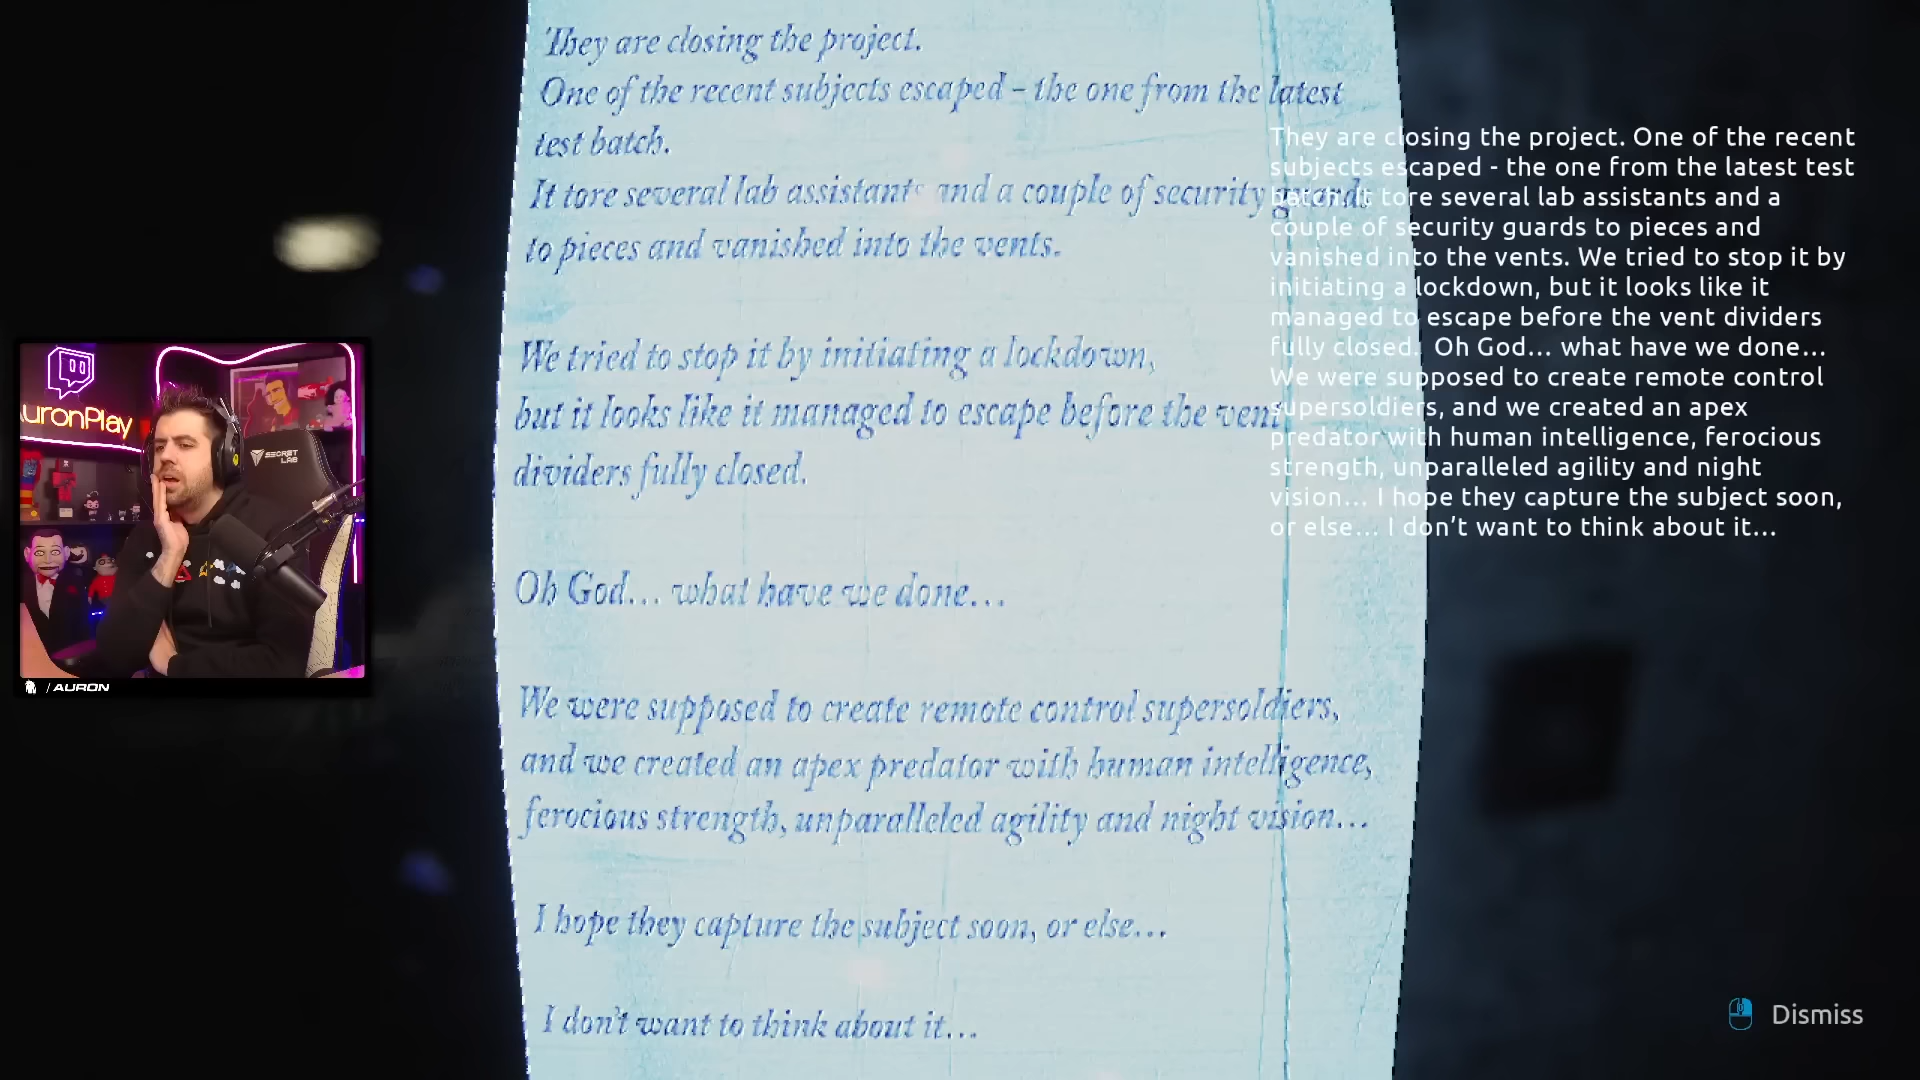 They are closing the project.
One of the recent subjects escaped – the one from the latest
test batch.
It tore several lab assistants and a couple of security guards
to pieces and vanished into the vents.
We tried to stop it by initiating a lockdown,
but it looks like it managed to escape before the vent
dividers fully closed.
Oh God... what have we done...
We were supposed to create remote control supersoldiers,
and we created an apex predator with human intelligence,
ferocious strength, unparalleled agility and night vision...
I hope they capture the subject soon, or else...
I don't want to think about it...
They are closing the project. One of the recent
subjects escaped - the one from the latest test
batch. It tore several lab assistants and a
couple of security guards to pieces and
vanished into the vents. We tried to stop it by
initiating a lockdown, but it looks like it
managed to escape before the vent dividers
fully closed.  Oh God... what have we done...
We were supposed to create remote control
supersoldiers, and we created an apex
predator with human intelligence, ferocious
strength, unparalleled agility and night
vision... I hope they capture the subject soon,
or else... I don't want to think about it...
uronPlay
SECRET
LAB
/AURON
Dismiss